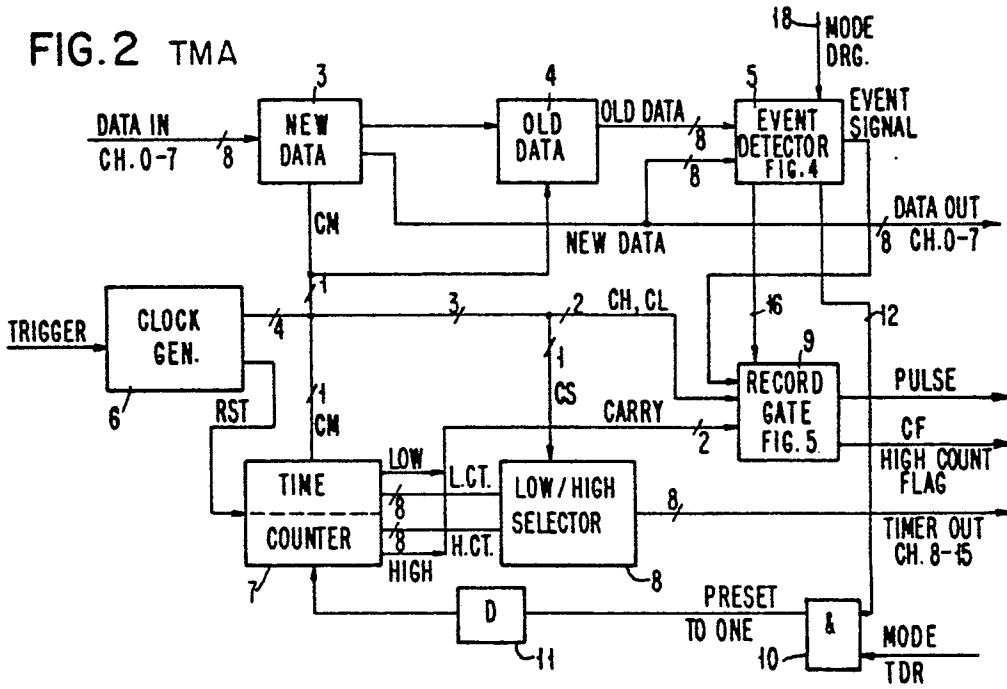 FIG.2 TMA
18
MODE
DRG.
3
4
5
NEW
DATA
OLD
DATA
OLD DATA
8
EVENT
DETECTOR
FIG.4
EVENT
SIGNAL
DATA IN
CH. 0-7
8
8
CM
NEW DATA
8
DATA OUT
CH.0-7
1
CLOCK
GEN.
TRIGGER
4
3
2
CH, CL
16
12
6
RST
1
CM
1
CS
CARRY
2
9
RECORD
GATE
FIG. 5
PULSE
CF
HIGH COUNT
FLAG
TIME
COUNTER
7
LOW
L.CT.
8
8
H.CT.
HIGH
LOW/HIGH
SELECTOR
8
8
TIMER OUT
CH. 8-15
D
11
PRESET
TO ONE
&
10
MODE
TDR